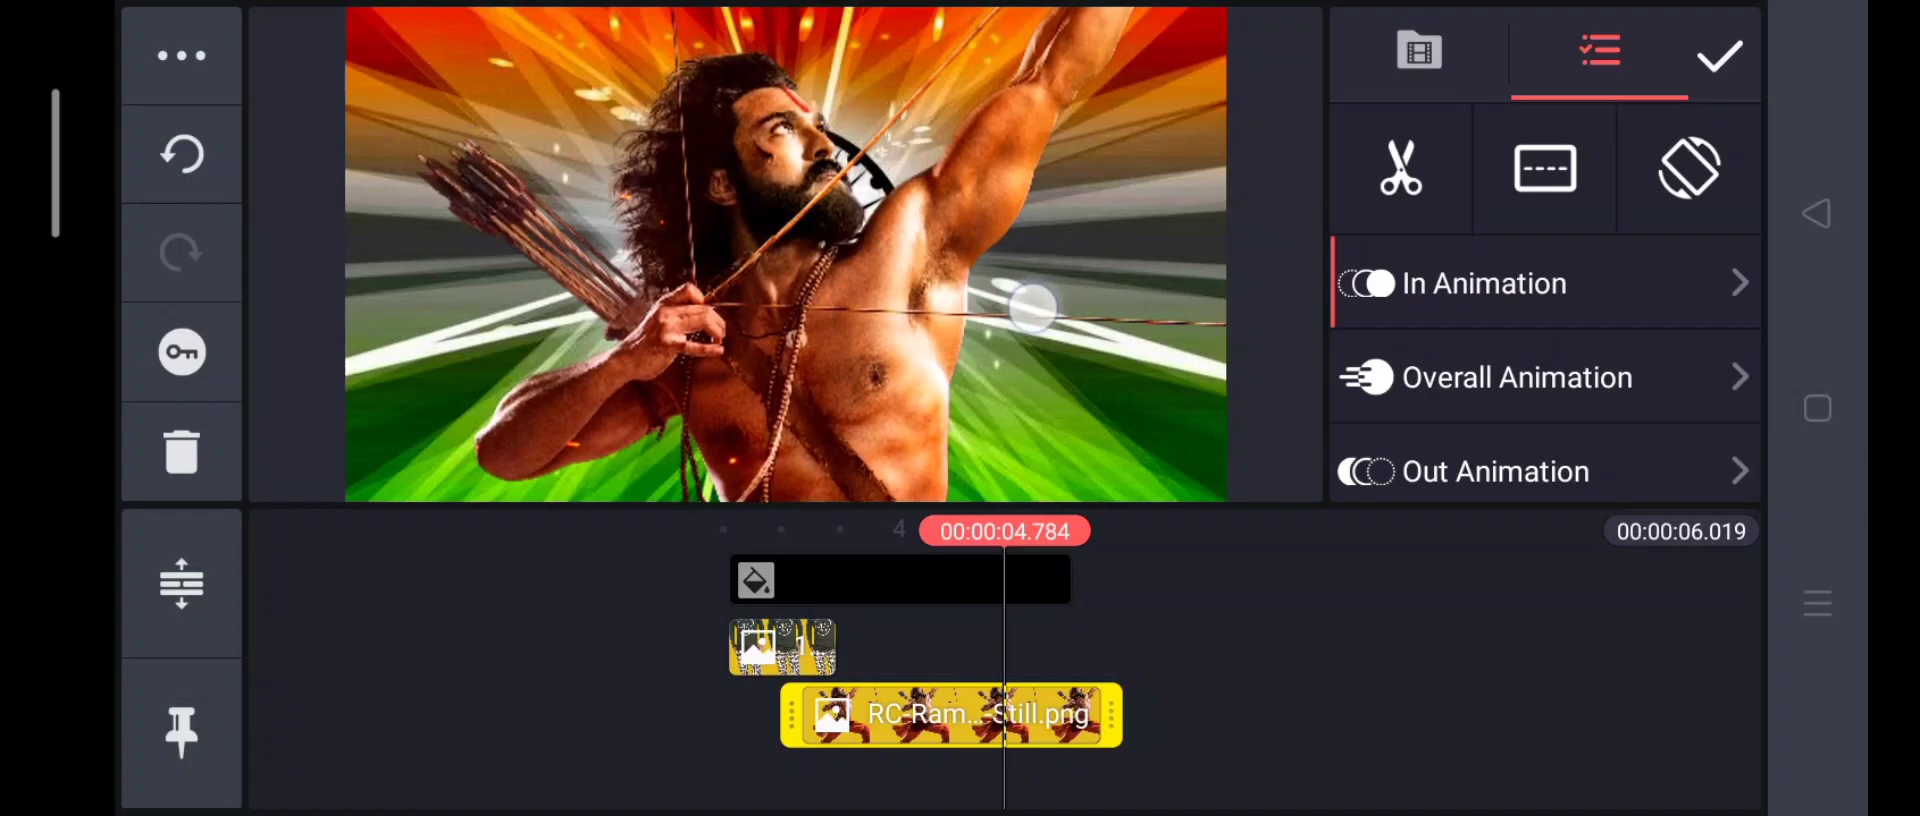 In Animation
Overall Animation
Out Animation
4
00:00:04.784
00:00:06.019
RC-Ram...-Still.png